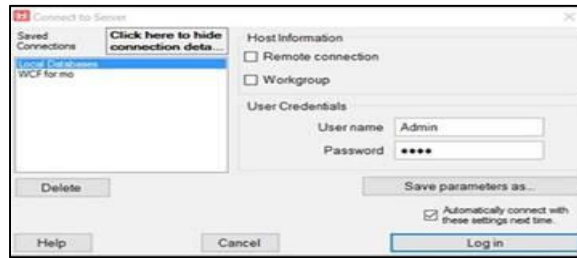 Connect to Server
Saved Connections
Click here to hide connection deta...
Local Databases
WCF for mo
Host Information
Remote connection
Workgroup
User Credentials
User name Admin
Password ●●●●
Delete
Save parameters as...
Automatically connect with
these settings next time.
Help
Cancel
Log in